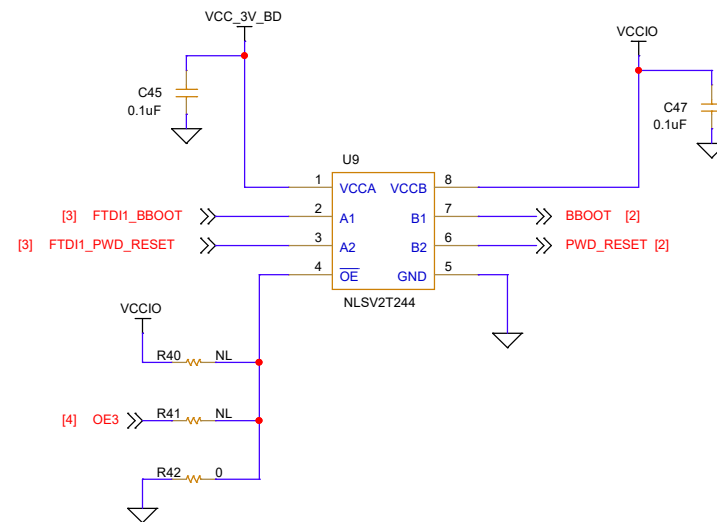 VCC_3V_BD
VCCIO
C45
0.1uF
C47
0.1uF
U9
1 VCCA VCCB 8
[3] FTDI1_BBOOT 2 A1 B1 7 BBOOT [2]
[3] FTDI1_PWD_RESET 3 A2 B2 6 PWD_RESET [2]
4 OE GND 5
NLSV2T244
VCCIO
R40 NL
[4] OE3 R41 NL
R42 0